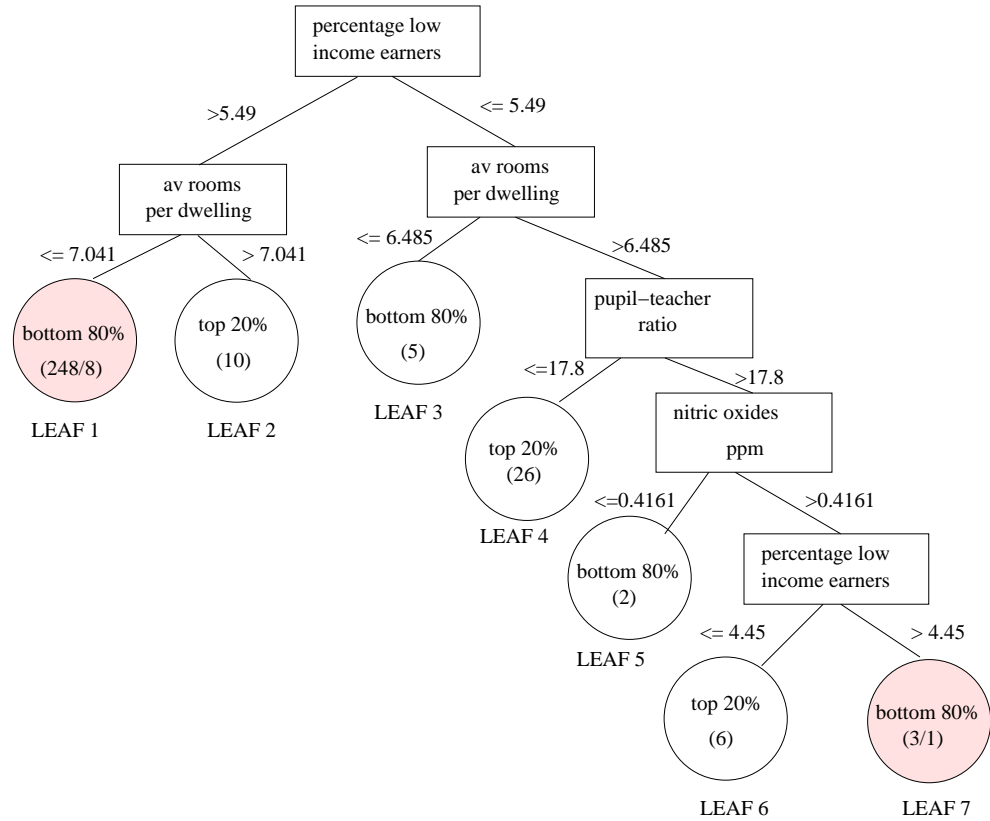 percentage low
income earners
>5.49
<= 5.49
av rooms
per dwelling
av rooms
per dwelling
<= 7.041
> 7.041
<= 6.485
>6.485
bottom 80%
(248/8)
LEAF 1
top 20%
(10)
LEAF 2
bottom 80%
(5)
LEAF 3
pupil−teacher
ratio
<=17.8
>17.8
top 20%
(26)
LEAF 4
nitric oxides
ppm
<=0.4161
>0.4161
bottom 80%
(2)
LEAF 5
percentage low
income earners
<= 4.45
> 4.45
top 20%
(6)
LEAF 6
bottom 80%
(3/1)
LEAF 7